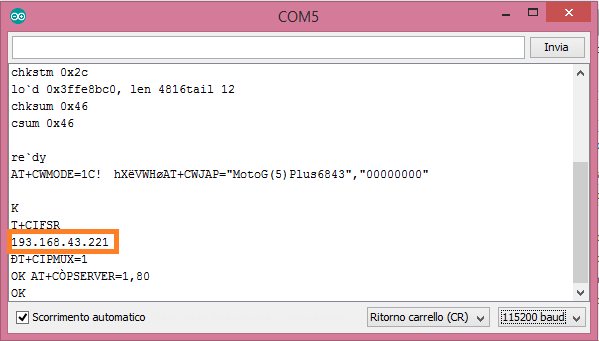 COM5
Invia
chkstm 0x2c
lo`d 0x3ffe8bc0, len 4816tail 12
chksum 0x46
csum 0x46
re`dy
AT+CWMODE=1C!  hXëVWHøAT+CWJAP="MotoG(5)Plus6843","00000000"
K
T+CIFSR
193.168.43.221
ÐT+CIPMUX=1
OK AT+CÒPSERVER=1,80
OK
Scorrimento automatico
Ritorno carrello (CR)
115200 baud